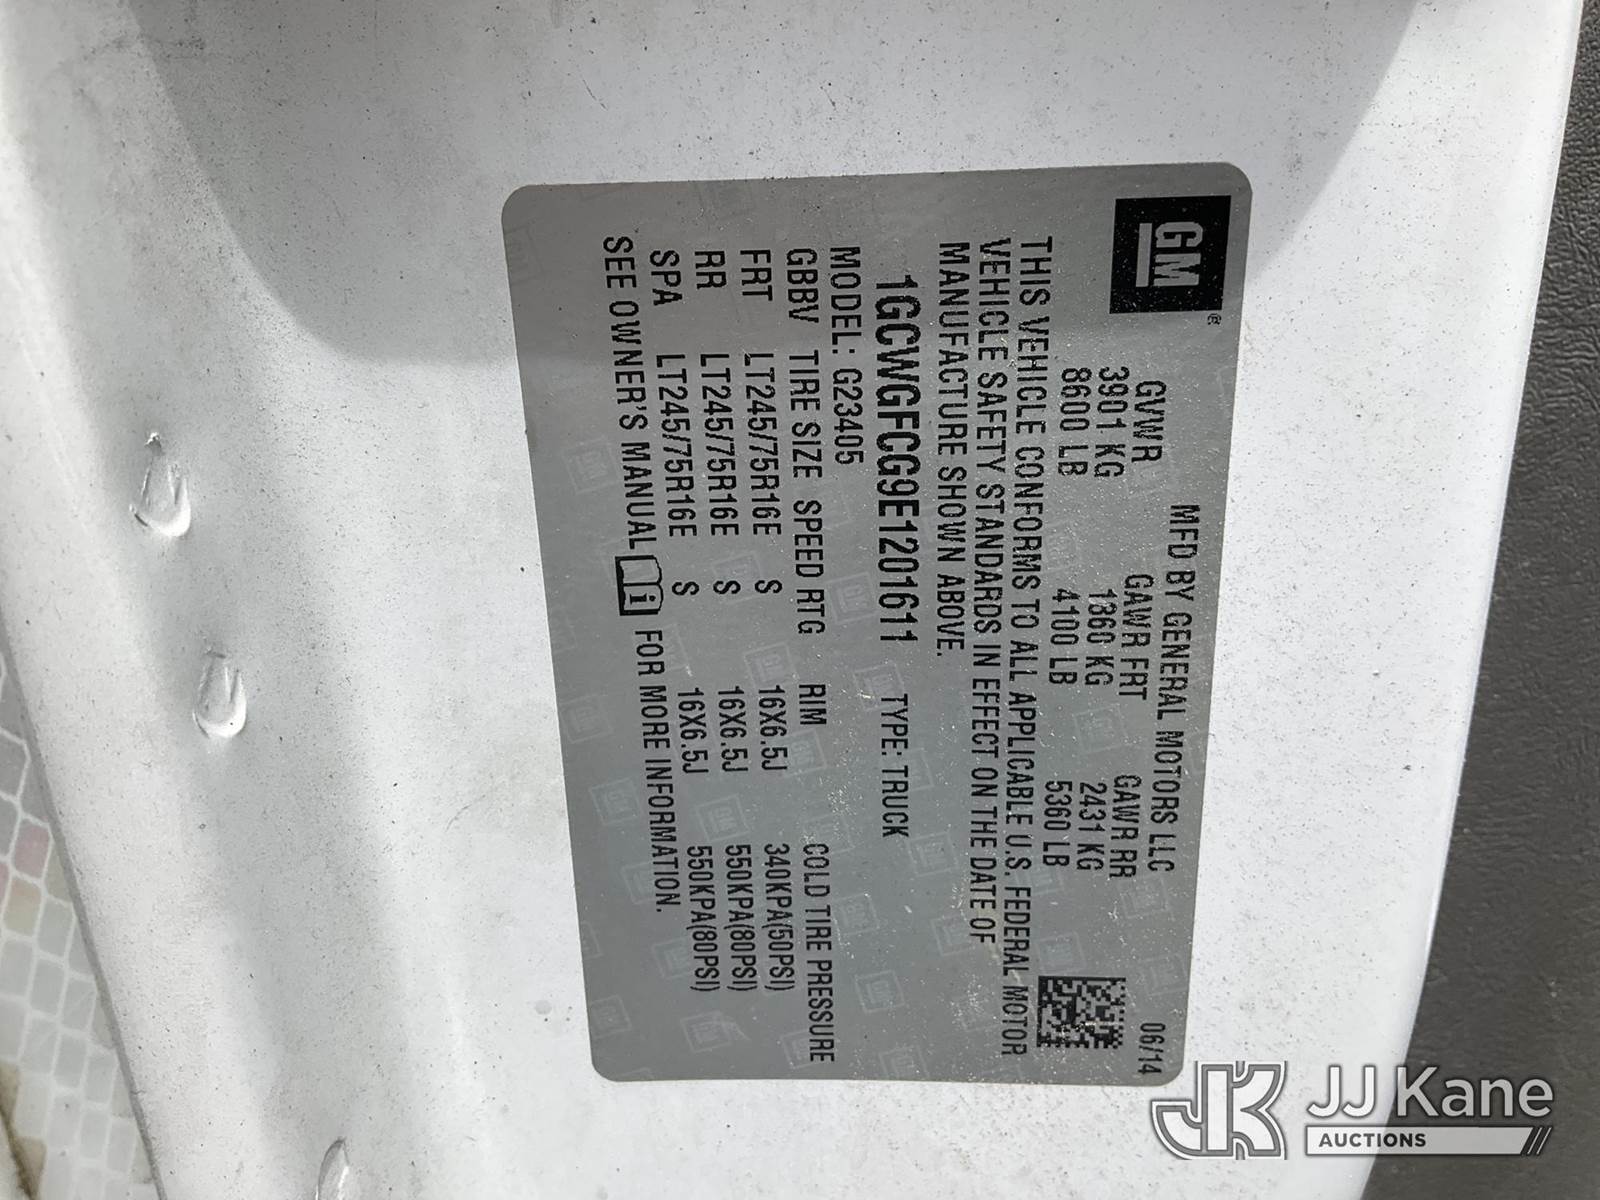 GM®
MFD BY GENERAL MOTORS LLC 06/14
GVWR GAWR FRT GAWR RR
3901 KG 1860 KG 2431 KG
8600 LB 4100 LB 5360 LB
THIS VEHICLE CONFORMS TO ALL APPLICABLE U.S. FEDERAL MOTOR
VEHICLE SAFETY STANDARDS IN EFFECT ON THE DATE OF
MANUFACTURE SHOWN ABOVE.
1GCWGFCG9E1201611 TYPE: TRUCK
MODEL: G23405
GBBV TIRE SIZE SPEED RTG RIM COLD TIRE PRESSURE
FRT LT245/75R16E S 16X6.5J 340KPA(50PSI)
RR LT245/75R16E S 16X6.5J 550KPA(80PSI)
SPA LT245/75R16E S 16X6.5J 550KPA(80PSI)
SEE OWNER'S MANUAL i FOR MORE INFORMATION.
JK JJ Kane
AUCTIONS